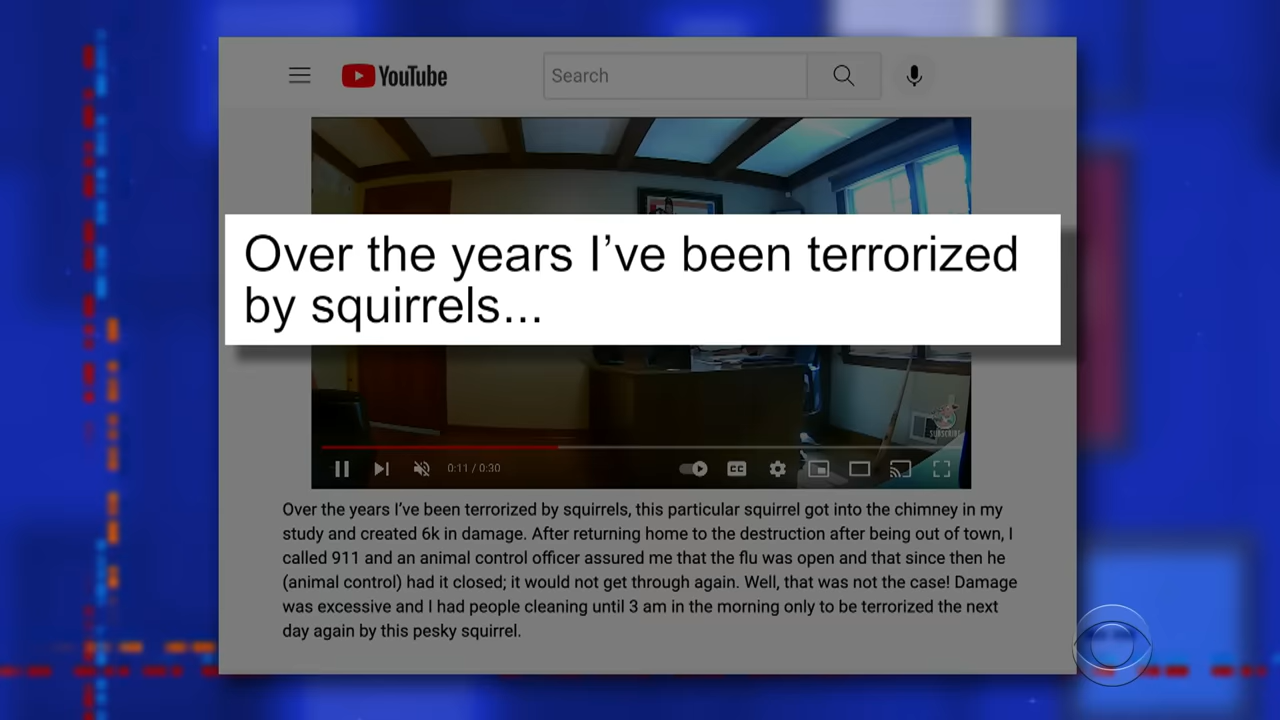 YouTube
Search
Over the years I've been terrorized
by squirrels...
SUBSCRIBE
0:11 / 0:30
CC
Over the years I've been terrorized by squirrels, this particular squirrel got into the chimney in my
study and created 6k in damage. After returning home to the destruction after being out of town, I
called 911 and an animal control officer assured me that the flu was open and that since then he
(animal control) had it closed; it would not get through again. Well, that was not the case! Damage
was excessive and I had people cleaning until 3 am in the morning only to be terrorized the next
day again by this pesky squirrel.